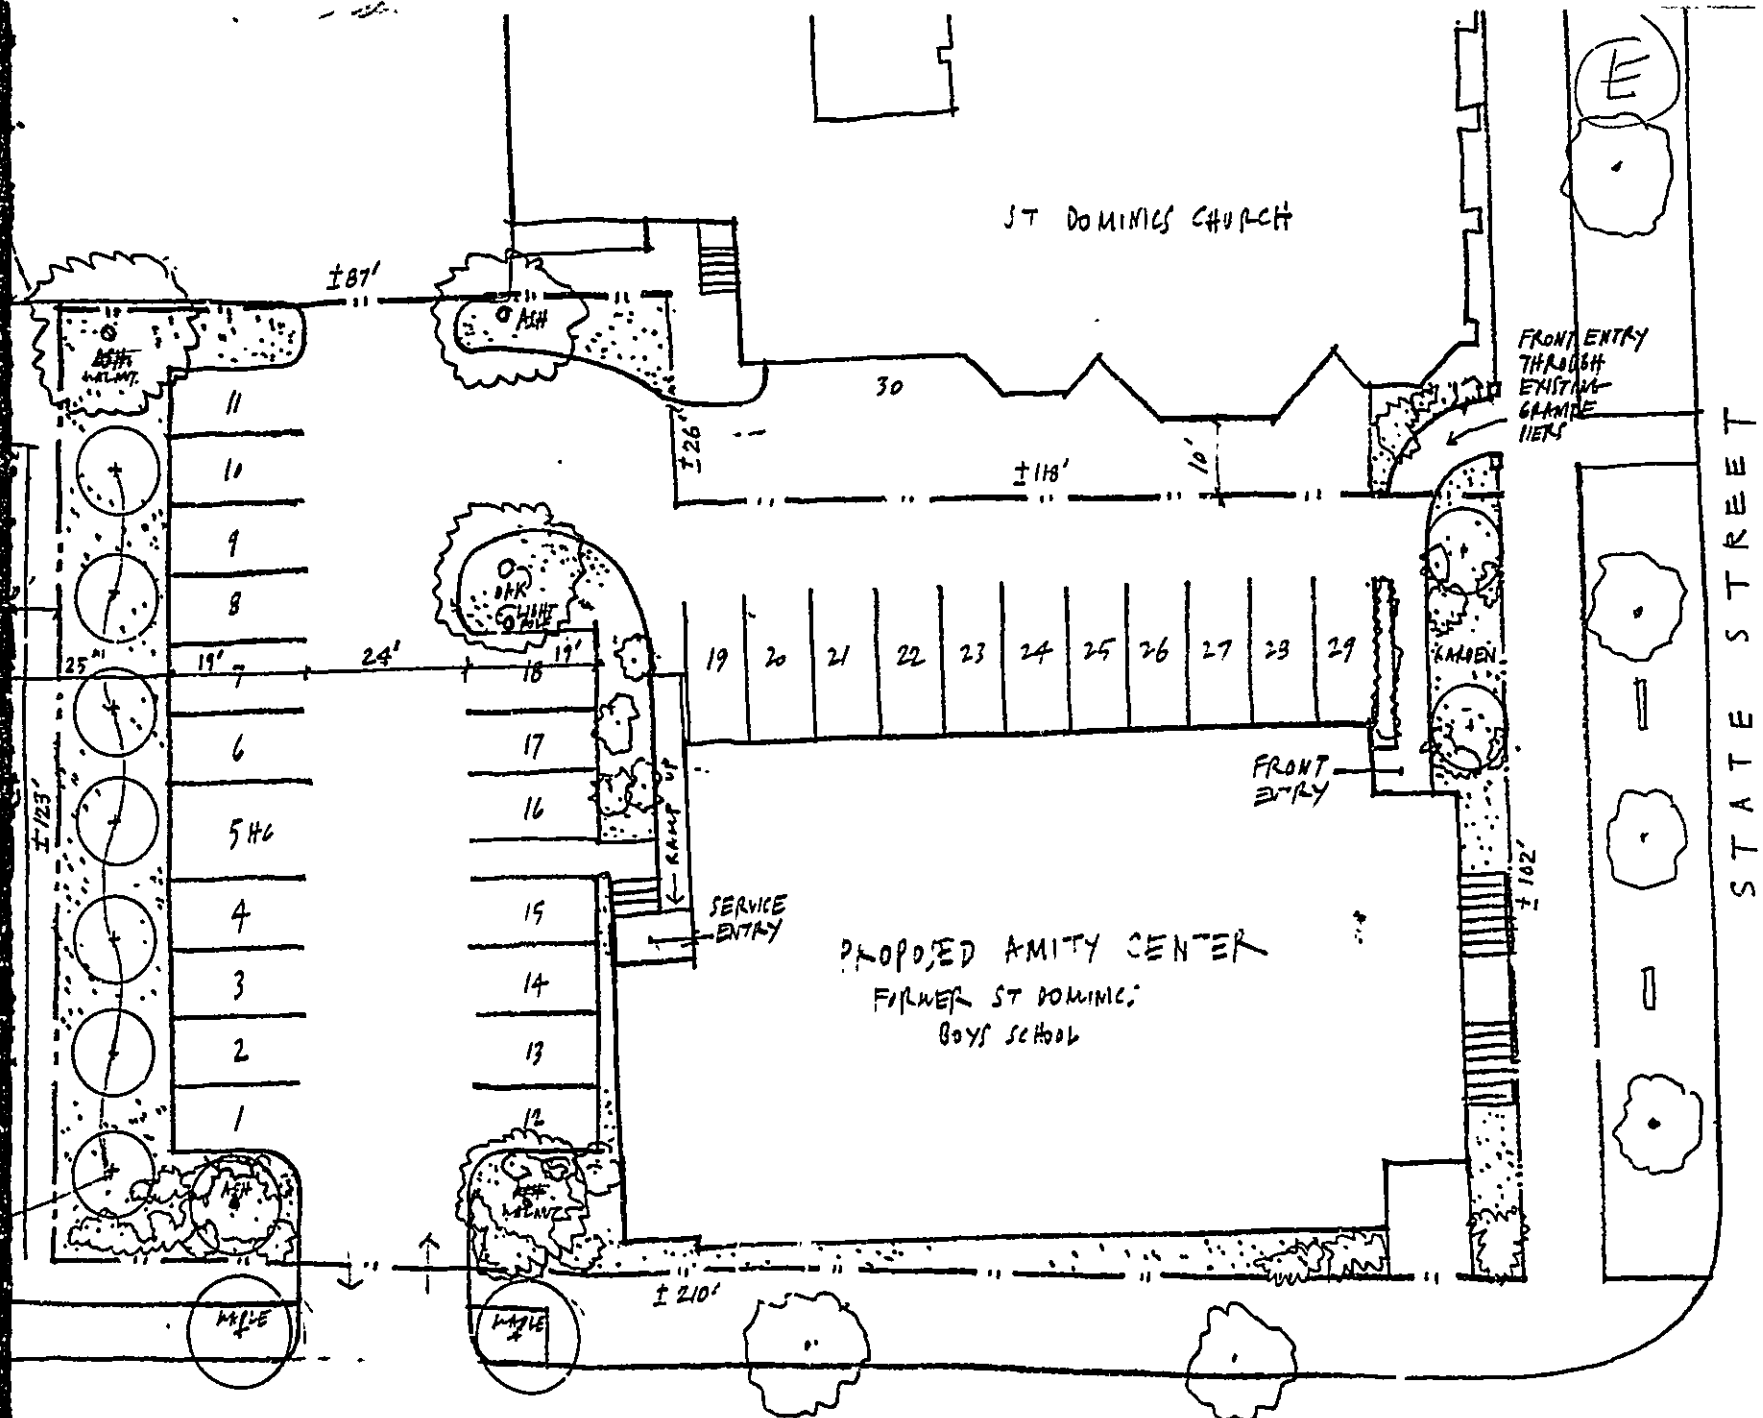 E
ST DOMINICS CHURCH
±87'
ASH
ASH
WALNUT
FRONT ENTRY
THROUGH
EXISTING
GRANITE
PIERS
30
11
±26'
10'
±118'
10
9
8
OAK
LIGHT
POLE
25
19'
24'
19'
7
18
19
20
21
22
23
24
25
26
27
28
29
GARDEN
STATE STREET
6
17
16
UP
RAMP
FRONT
ENTRY
±123'
5 HC
±102'
4
15
SERVICE
ENTRY
PROPOSED AMITY CENTER
FORMER ST DOMINIC
BOYS SCHOOL
3
14
2
13
1
12
ASH
ASH
WALNUT
±210'
MAPLE
MAPLE